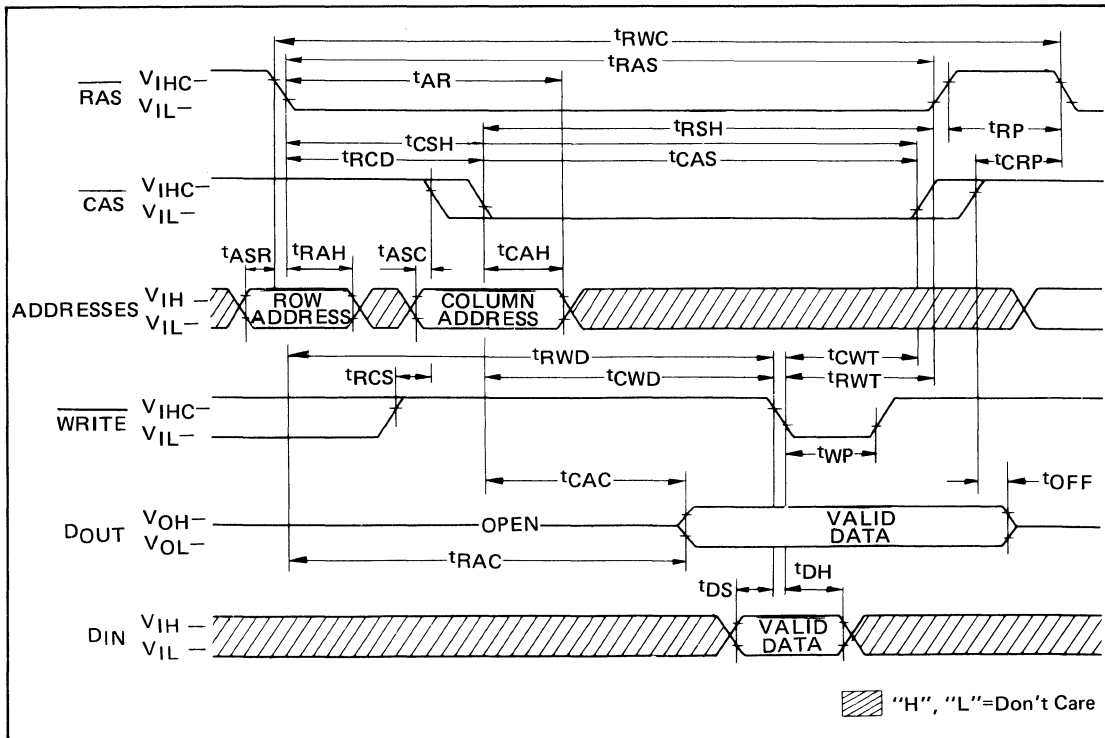 tRWC
tRAS
tAR
RAS VIHC
VIL
tRSH
tRP
tCSH
tRCD
tCAS
tCRP
CAS VIHC
VIL
tASR tRAH tASC tCAH
ADDRESSES VIH
VIL
ROW ADDRESS
COLUMN ADDRESS
tRWD
tCWT
tRCS
tCWD
tRWT
WRITE VIHC
VIL
tWP
tCAC
tOFF
DOUT VOH
VOL
OPEN
VALID DATA
tRAC
tDS
tDH
DIN VIH
VIL
VALID DATA
"H", "L"=Don't Care